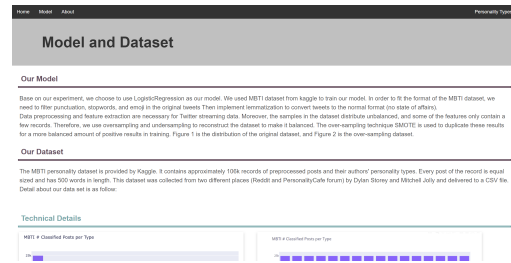 Home Model About Personality Types
Model and Dataset
Our Model
Base on our experiment, we choose to use LogisticRegression as our model. We used MBTI dataset from kaggle to train our model. In order to fit the format of the MBTI dataset, we
need to filter punctuation, stopwords, and emoji in the original tweets Then implement lemmatization to convert tweets to the normal format (no state of affairs).
Data preprocessing and feature extraction are necessary for Twitter streaming data. Moreover, the samples in the dataset distribute unbalanced, and some of the features only contain a
few records. Therefore, we use oversampling and undersampling to reconstruct the dataset to make it balanced. The over-sampling technique SMOTE is used to duplicate these results
for a more balanced amount of positive results in training. Figure 1 is the distribution of the original dataset, and Figure 2 is the over-sampling dataset.
Our Dataset
The MBTI personality dataset is provided by Kaggle. It contains approximately 106k records of preprocessed posts and their authors' personality types. Every post of the record is equal
sized and has 500 words in length. This dataset was collected from two different places (Reddit and PersonalityCafe forum) by Dylan Storey and Mitchell Jolly and delivered to a CSV file.
Detail about our data set is as follow:
Technical Details
MBTI: # Classified Posts per Type MBTI # Classified Posts per Type